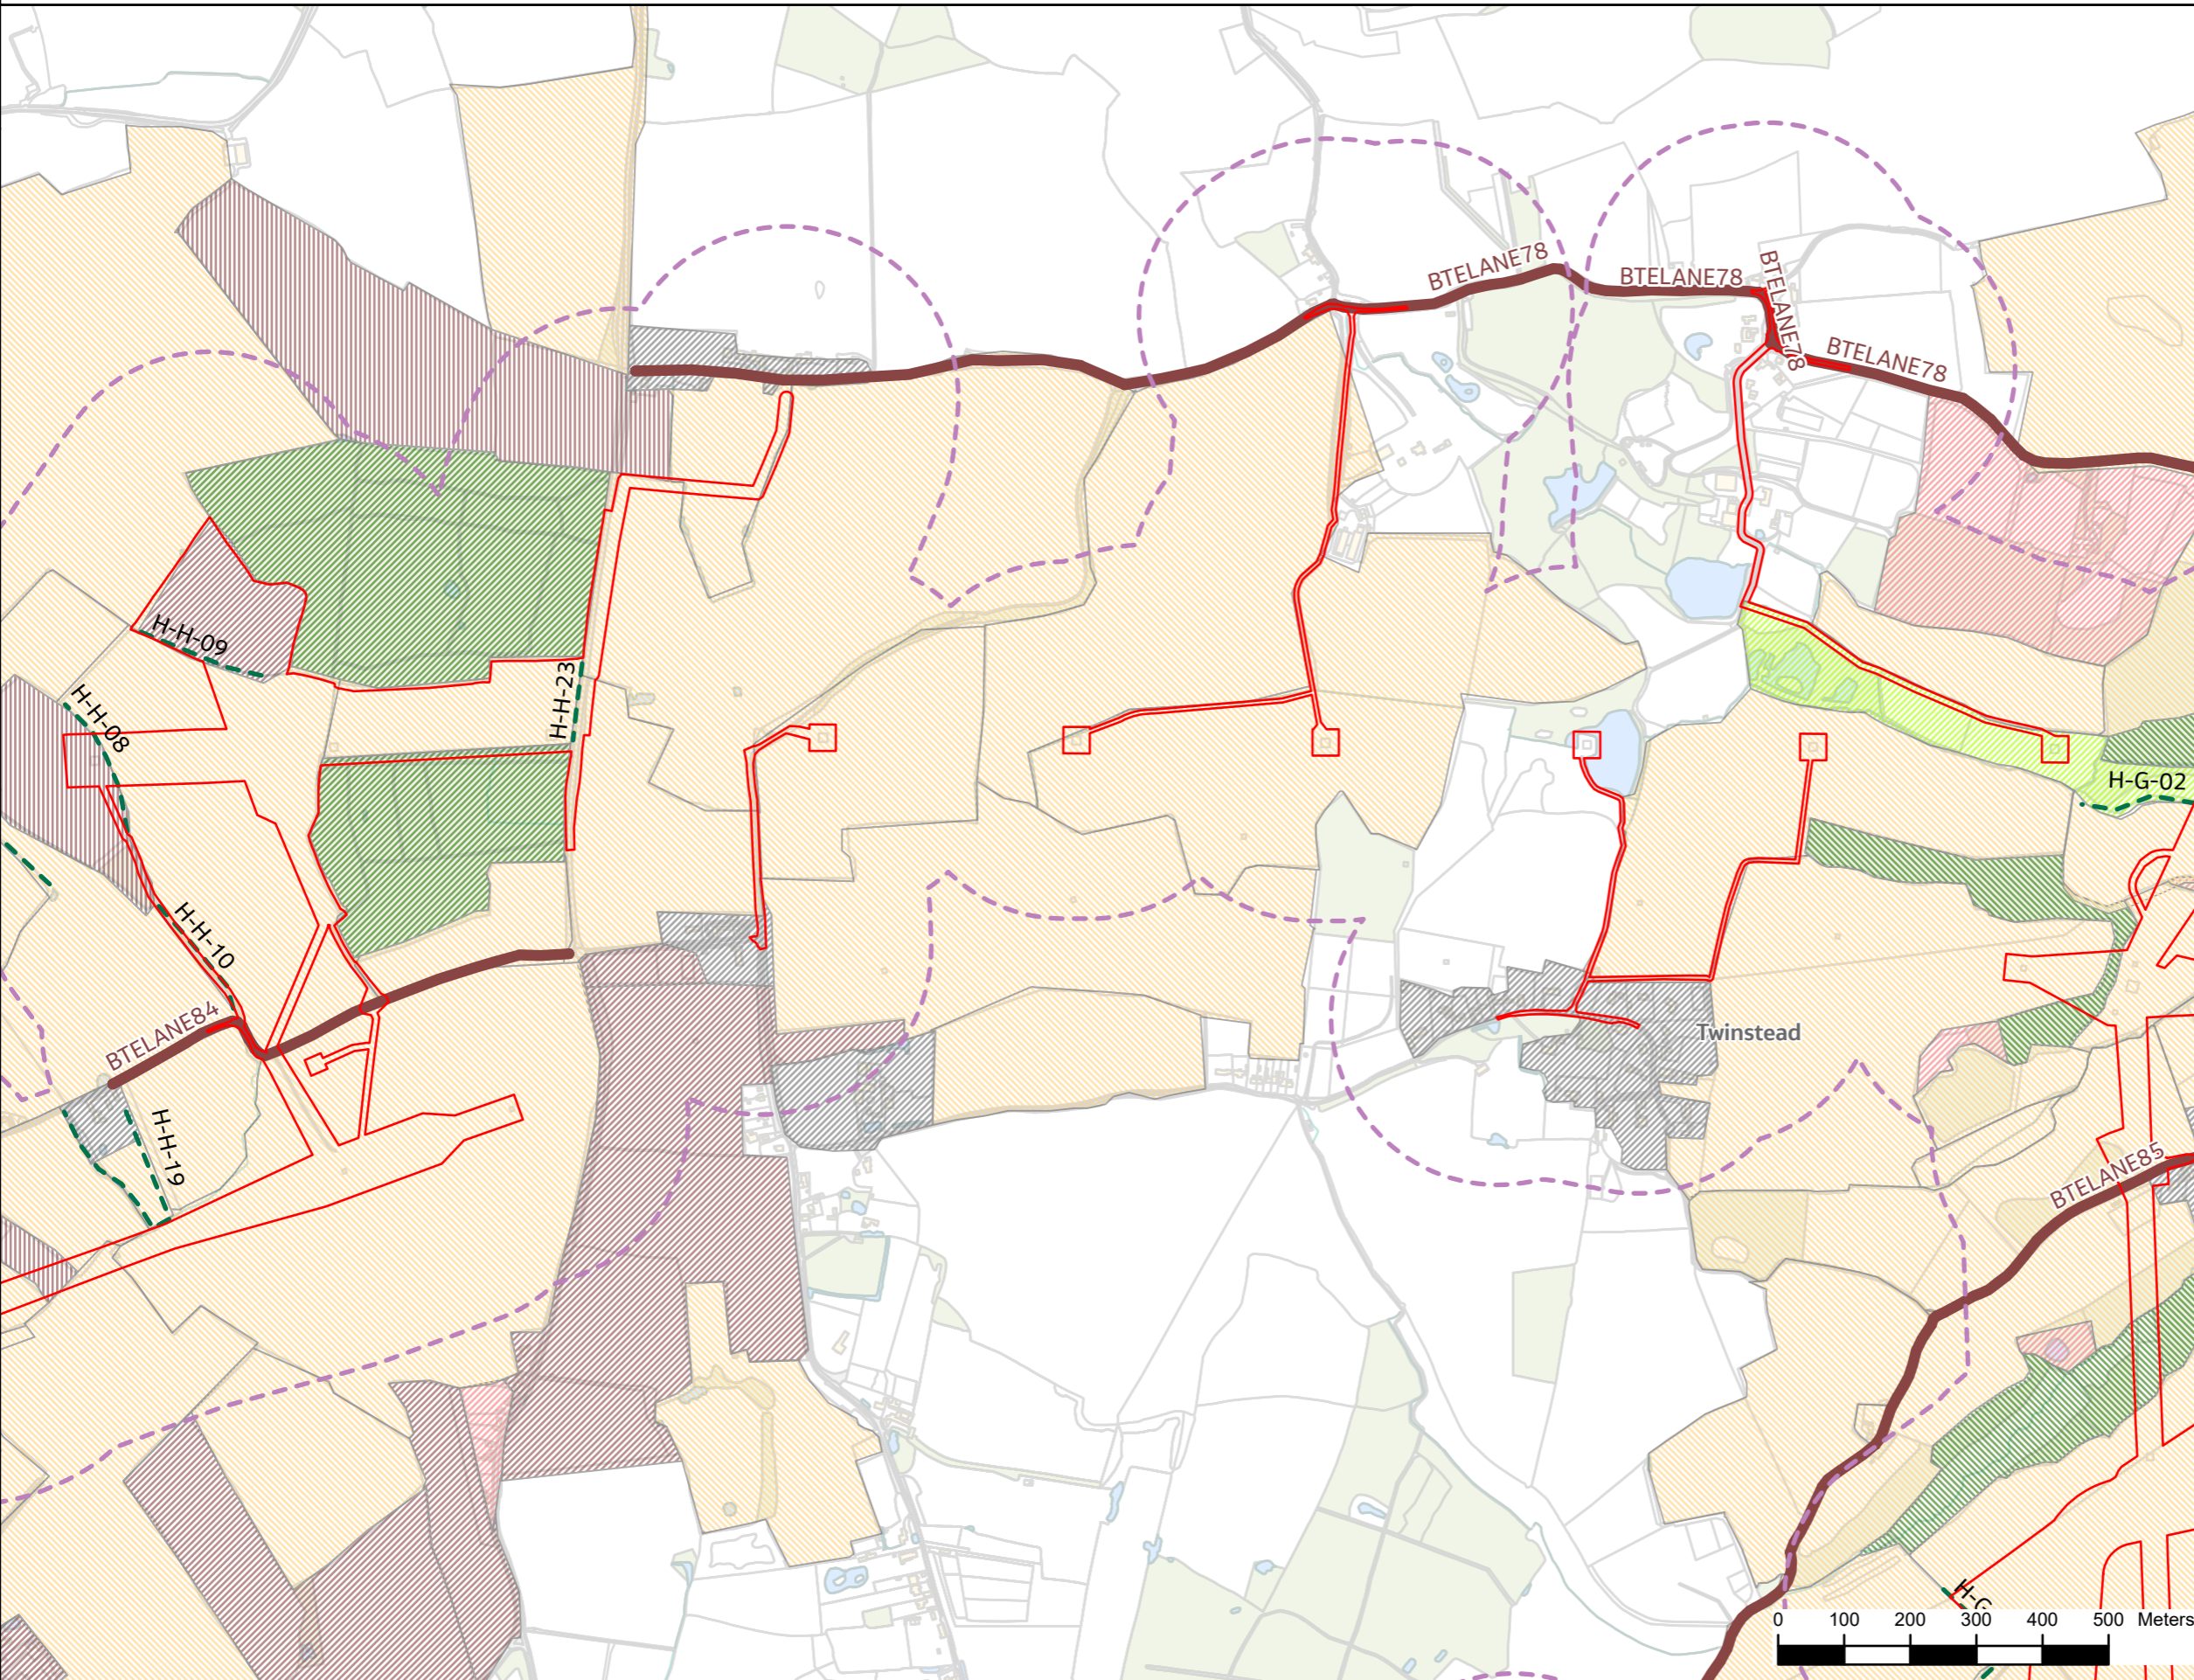 BTELANE78
BTELANE78
BTELANE78
BTELANE78
H-H-09
H-H-23
H-H-08
H-G-02
H-H-10
BTELANE84
Twinstead
H-H-19
BTELANE85
H-G
0 100 200 300 400 500 Meters